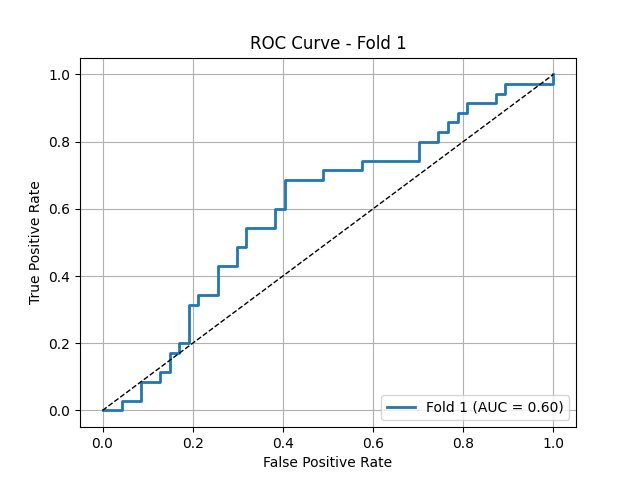 ROC Curve - Fold 1
True Positive Rate
1.0
0.8
0.6
0.4
0.2
0.0
Fold 1 (AUC = 0.60)
0.0 0.2 0.4 0.6 0.8 1.0
False Positive Rate